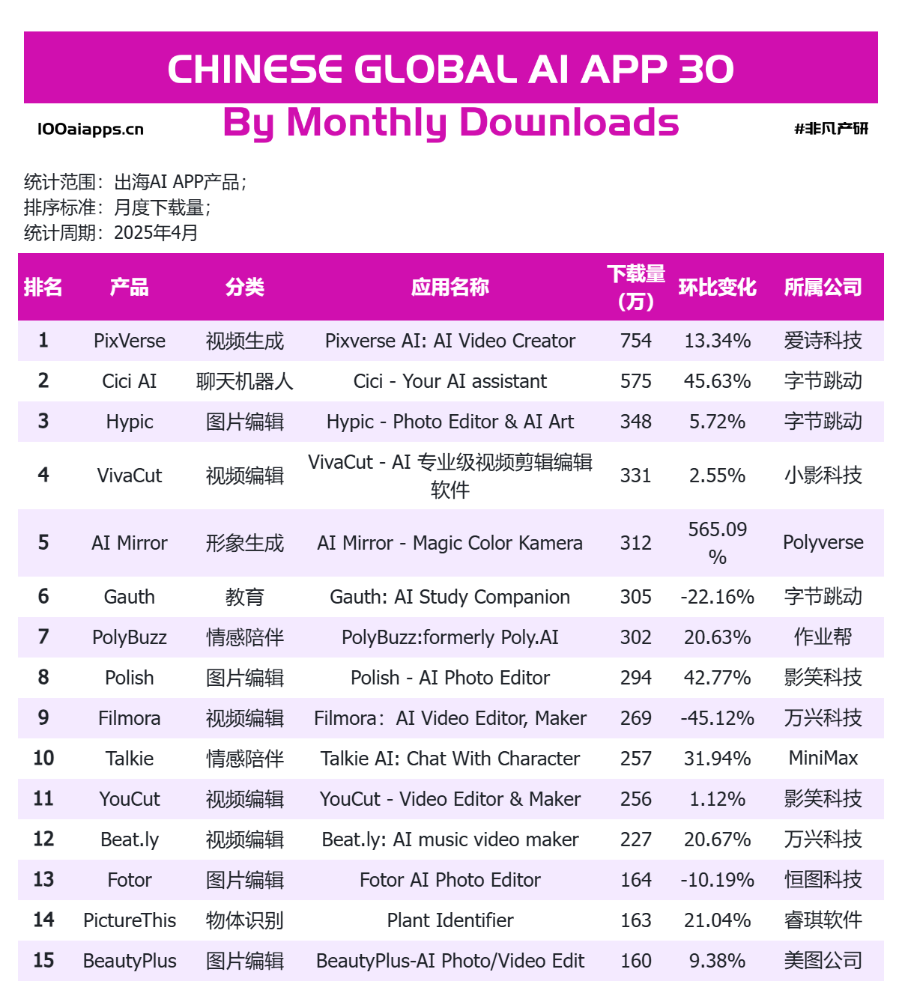 CHINESE GLOBAL AI APP 30
By Monthly Downloads
100aiapps.cn
#非凡产研
统计范围：出海AI APP产品；
排序标准：月度下载量；
统计周期：2025年4月
排名 产品 分类 应用名称 下载量（万） 环比变化 所属公司
1 PixVerse 视频生成 Pixverse AI: AI Video Creator 754 13.34% 爱诗科技
2 Cici AI 聊天机器人 Cici - Your AI assistant 575 45.63% 字节跳动
3 Hypic 图片编辑 Hypic - Photo Editor & AI Art 348 5.72% 字节跳动
4 VivaCut 视频编辑 VivaCut - AI 专业级视频剪辑编辑软件 331 2.55% 小影科技
5 AI Mirror 形象生成 AI Mirror - Magic Color Kamera 312 565.09% Polyverse
6 Gauth 教育 Gauth: AI Study Companion 305 -22.16% 字节跳动
7 PolyBuzz 情感陪伴 PolyBuzz:formerly Poly.AI 302 20.63% 作业帮
8 Polish 图片编辑 Polish - AI Photo Editor 294 42.77% 影笑科技
9 Filmora 视频编辑 Filmora：AI Video Editor, Maker 269 -45.12% 万兴科技
10 Talkie 情感陪伴 Talkie AI: Chat With Character 257 31.94% MiniMax
11 YouCut 视频编辑 YouCut - Video Editor & Maker 256 1.12% 影笑科技
12 Beat.ly 视频编辑 Beat.ly: AI music video maker 227 20.67% 万兴科技
13 Fotor 图片编辑 Fotor AI Photo Editor 164 -10.19% 恒图科技
14 PictureThis 物体识别 Plant Identifier 163 21.04% 睿琪软件
15 BeautyPlus 图片编辑 BeautyPlus-AI Photo/Video Edit 160 9.38% 美图公司